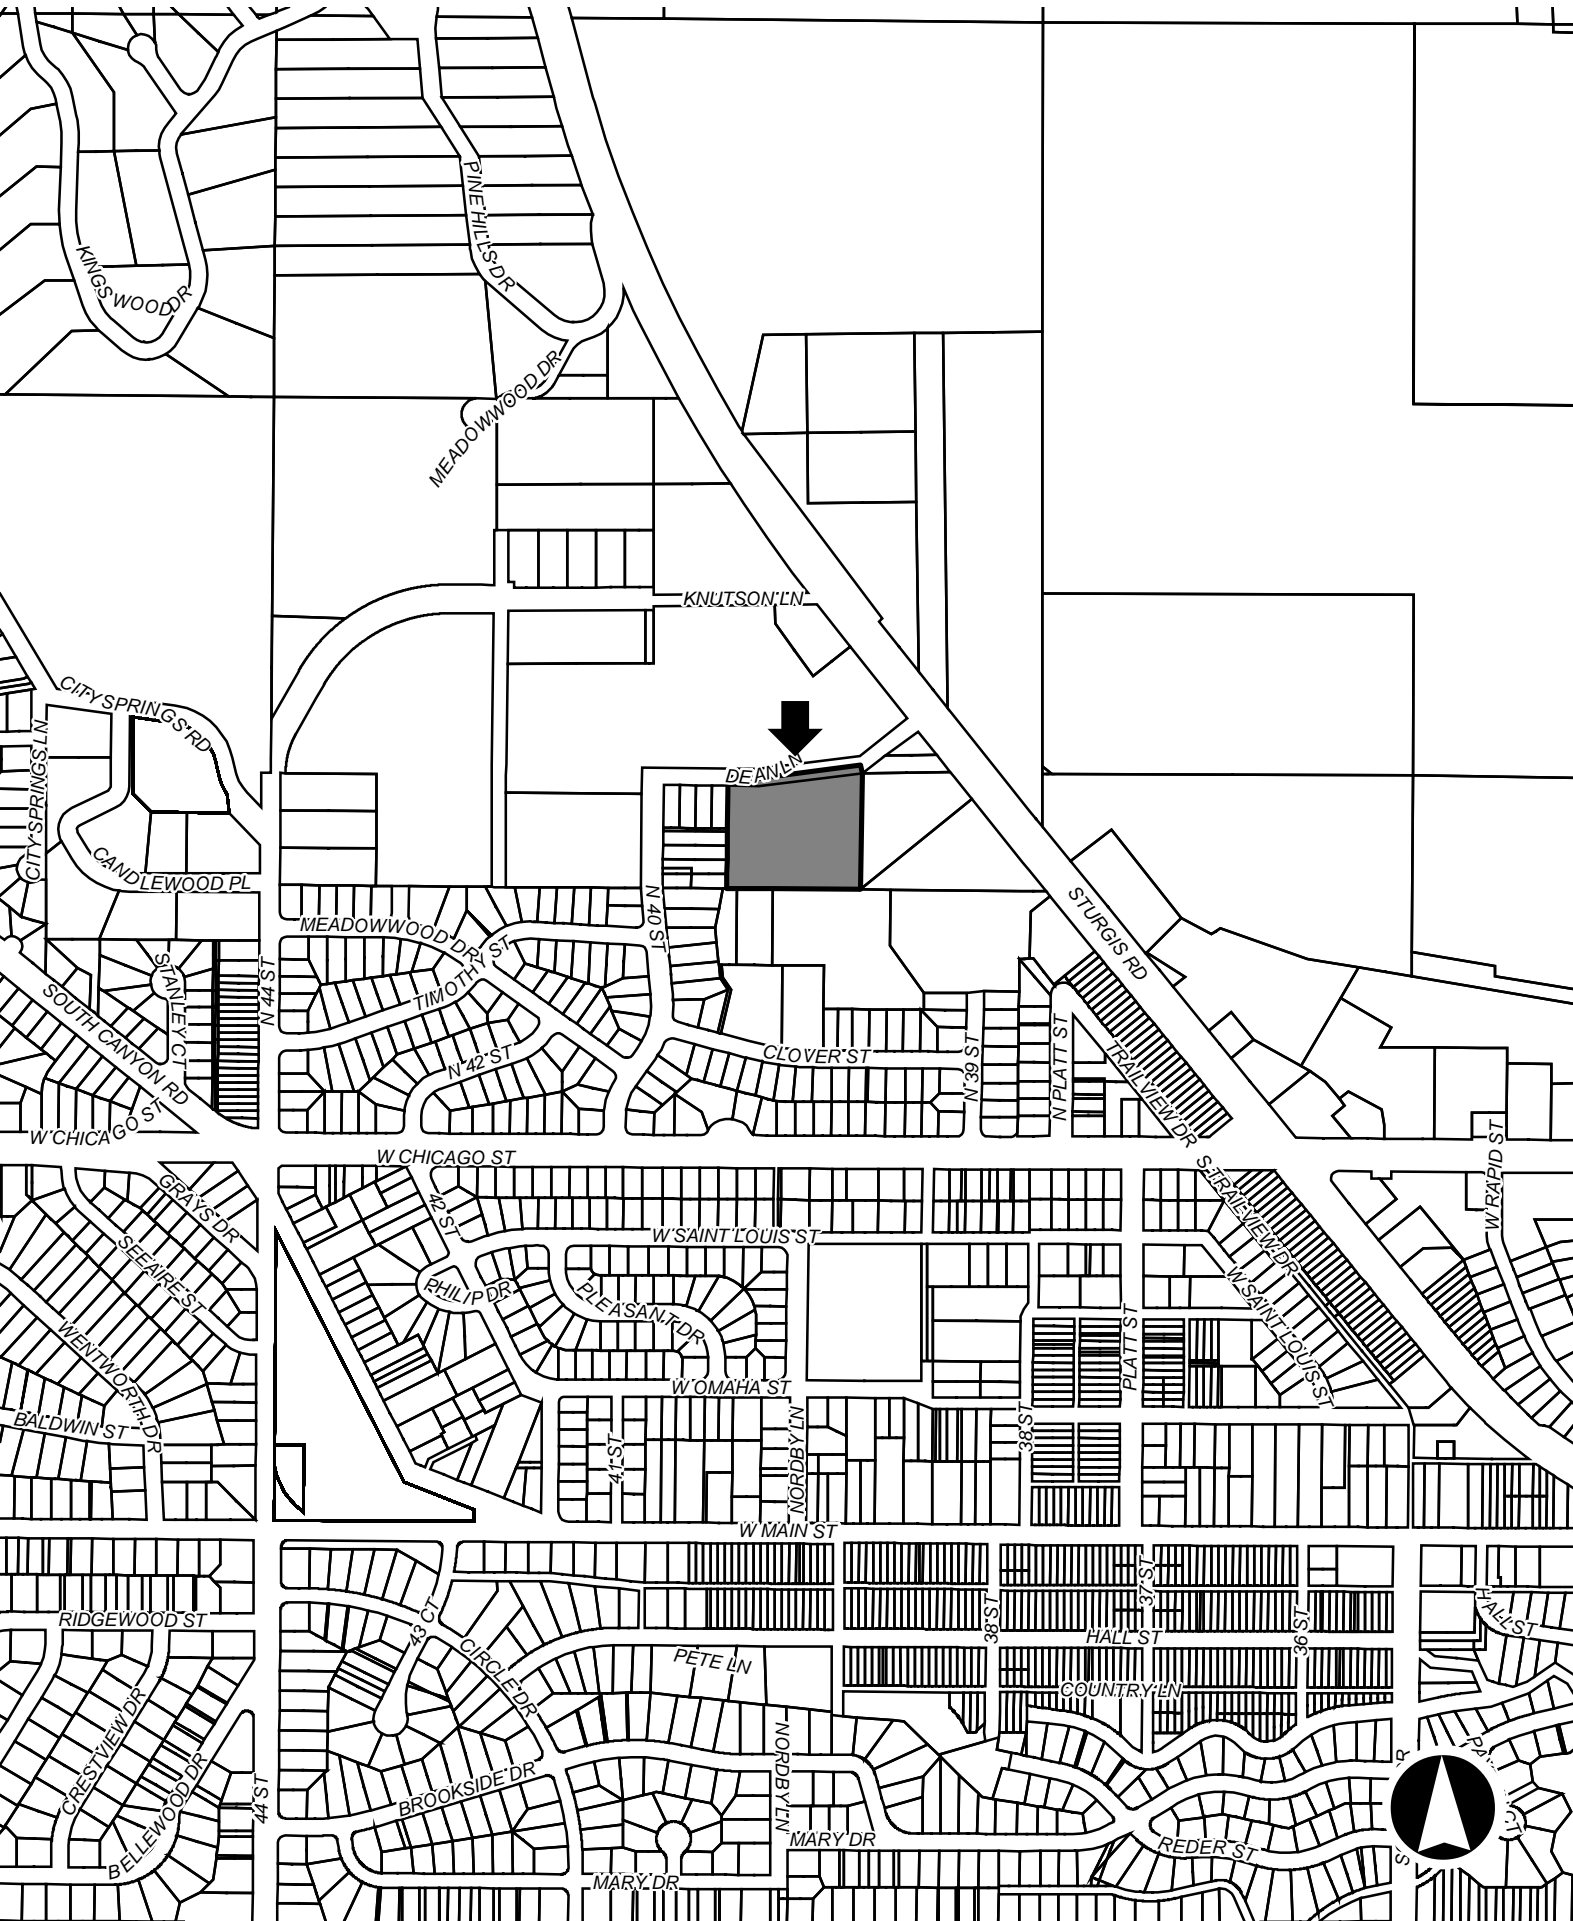 PINE HILLS DR
KINGS WOOD DR
MEADOWWOOD DR
KNUTSON LN
CITY SPRINGS RD
CITY SPRINGS LN
DEAN LN
CANDLEWOOD PL
N 40 ST
STURGIS RD
MEADOWWOOD DR
TIMOTHY ST
STANLEY CT
N 44 ST
SOUTH CANYON RD
N 42 ST
CLOVER ST
N 39 ST
N PLATT ST
TRAILVIEW DR
W CHICAGO ST
W CHICAGO ST
S TRAILVIEW DR
W RAPID ST
GRAYS DR
42 ST
W SAINT LOUIS ST
SEEAIRE ST
PHILIP DR
PLEASANT DR
W SAINT LOUIS ST
PLATT ST
WENTWORTH DR
W OMAHA ST
BALDWIN ST
41 ST
NORDBY LN
38 ST
W MAIN ST
37 ST
RIDGEWOOD ST
43 CT
38 ST
HALL ST
36 ST
HALL ST
CIRCLE DR
PETE LN
COUNTRY LN
CRESTVIEW DR
BELLEWOOD DR
44 ST
BROOKSIDE DR
NORDBY LN
MARY DR
REDER ST
MARY DR